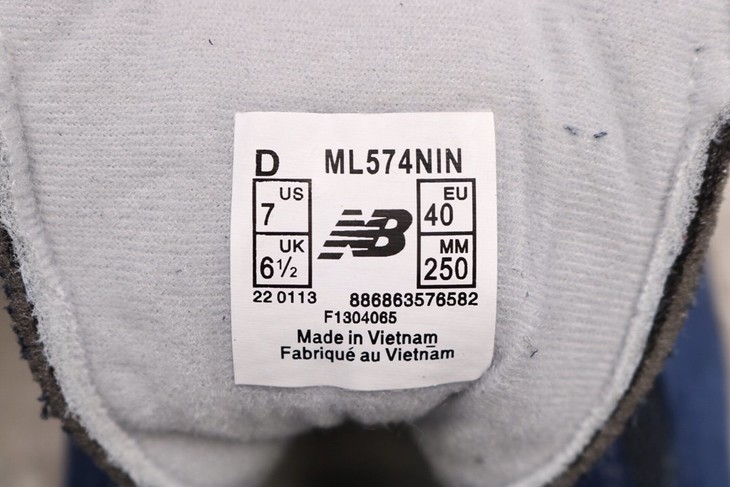 D ML574NIN
US 7 EU 40
NB
UK 6½ MM 250
22 0113 886863576582
F1304065
Made in Vietnam
Fabriqué au Vietnam